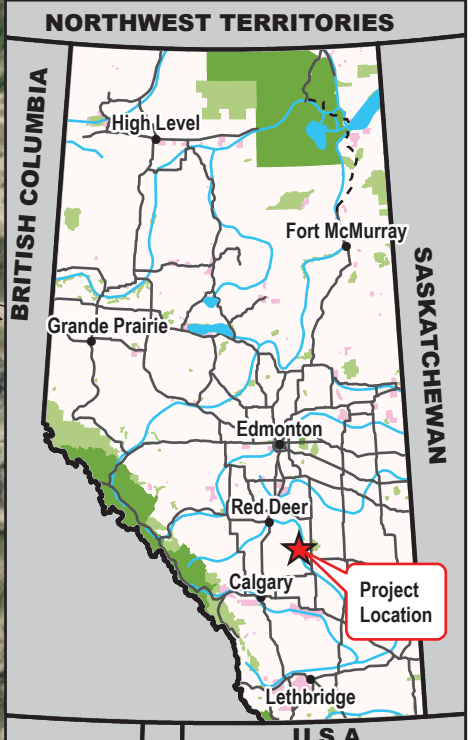 NORTHWEST TERRITORIES
BRITISH COLUMBIA
High Level
Fort McMurray
SASKATCHEWAN
Grande Prairie
Edmonton
Red Deer
Calgary
Project
Location
Lethbridge
U.S.A.